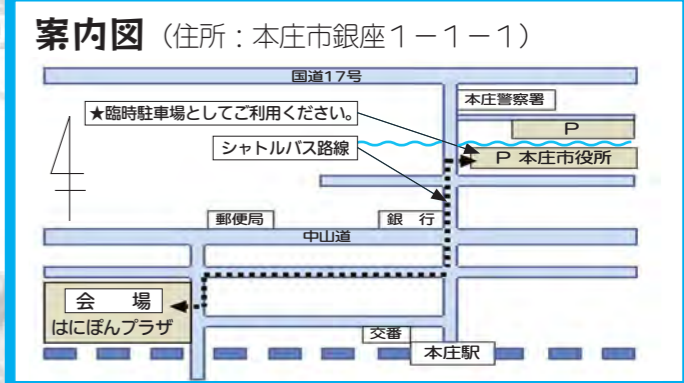 案内図（住所：本庄市銀座１－１－１）
国道17号
本庄警察署
★臨時駐車場としてご利用ください。
P
シャトルバス路線
P 本庄市役所
郵便局
銀 行
中山道
会 場
はにぽんプラザ
交番
本庄駅